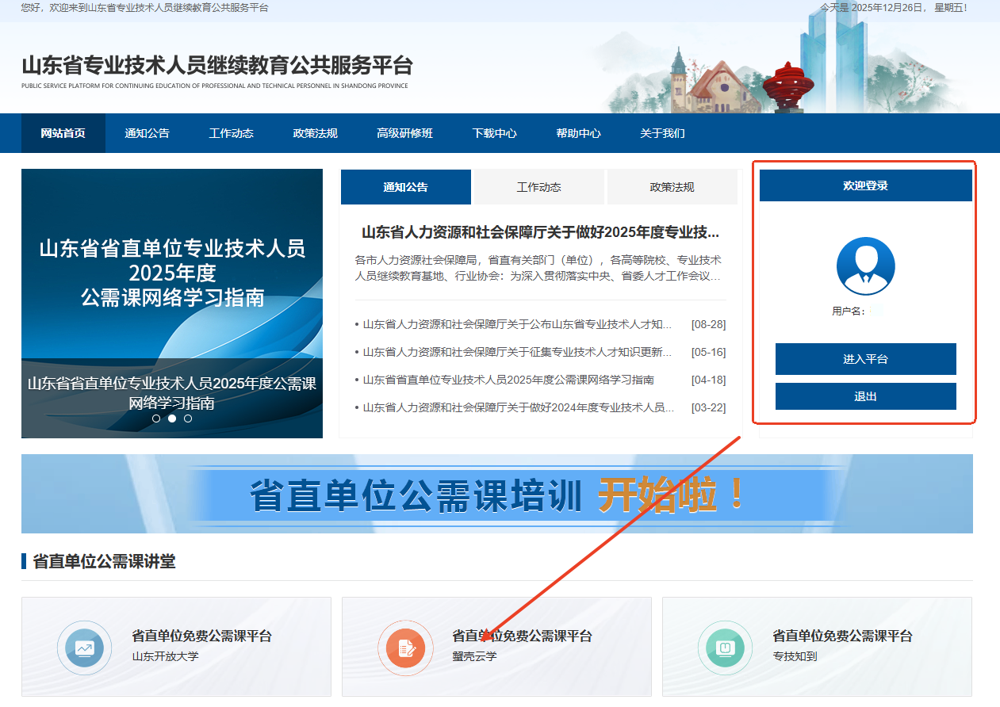 您好，欢迎来到山东省专业技术人员继续教育公共服务平台
今天是 2025年12月26日， 星期五！
山东省专业技术人员继续教育公共服务平台
PUBLIC SERVICE PLATFORM FOR CONTINUING EDUCATION OF PROFESSIONAL AND TECHNICAL PERSONNEL IN SHANDONG PROVINCE
网站首页 通知公告 工作动态 政策法规 高级研修班 下载中心 帮助中心 关于我们
山东省省直单位专业技术人员
2025年度
公需课网络学习指南
山东省省直单位专业技术人员2025年度公需课
网络学习指南
通知公告 工作动态 政策法规
山东省人力资源和社会保障厅关于做好2025年度专业技...
各市人力资源社会保障局，省直有关部门（单位），各高等院校、专业技术
人员继续教育基地、行业协会：为深入贯彻落实中央、省委人才工作会议…
• 山东省人力资源和社会保障厅关于公布山东省专业技术人才知... [08-28]
• 山东省人力资源和社会保障厅关于征集专业技术人才知识更新... [05-16]
• 山东省省直单位专业技术人员2025年度公需课网络学习指南 [04-18]
• 山东省人力资源和社会保障厅关于做好2024年度专业技术人员... [03-22]
欢迎登录
用户名：
进入平台
退出
省直单位公需课培训 开始啦！
省直单位公需课讲堂
省直单位免费公需课平台
山东开放大学
省直单位免费公需课平台
蟹壳云学
省直单位免费公需课平台
专技知到